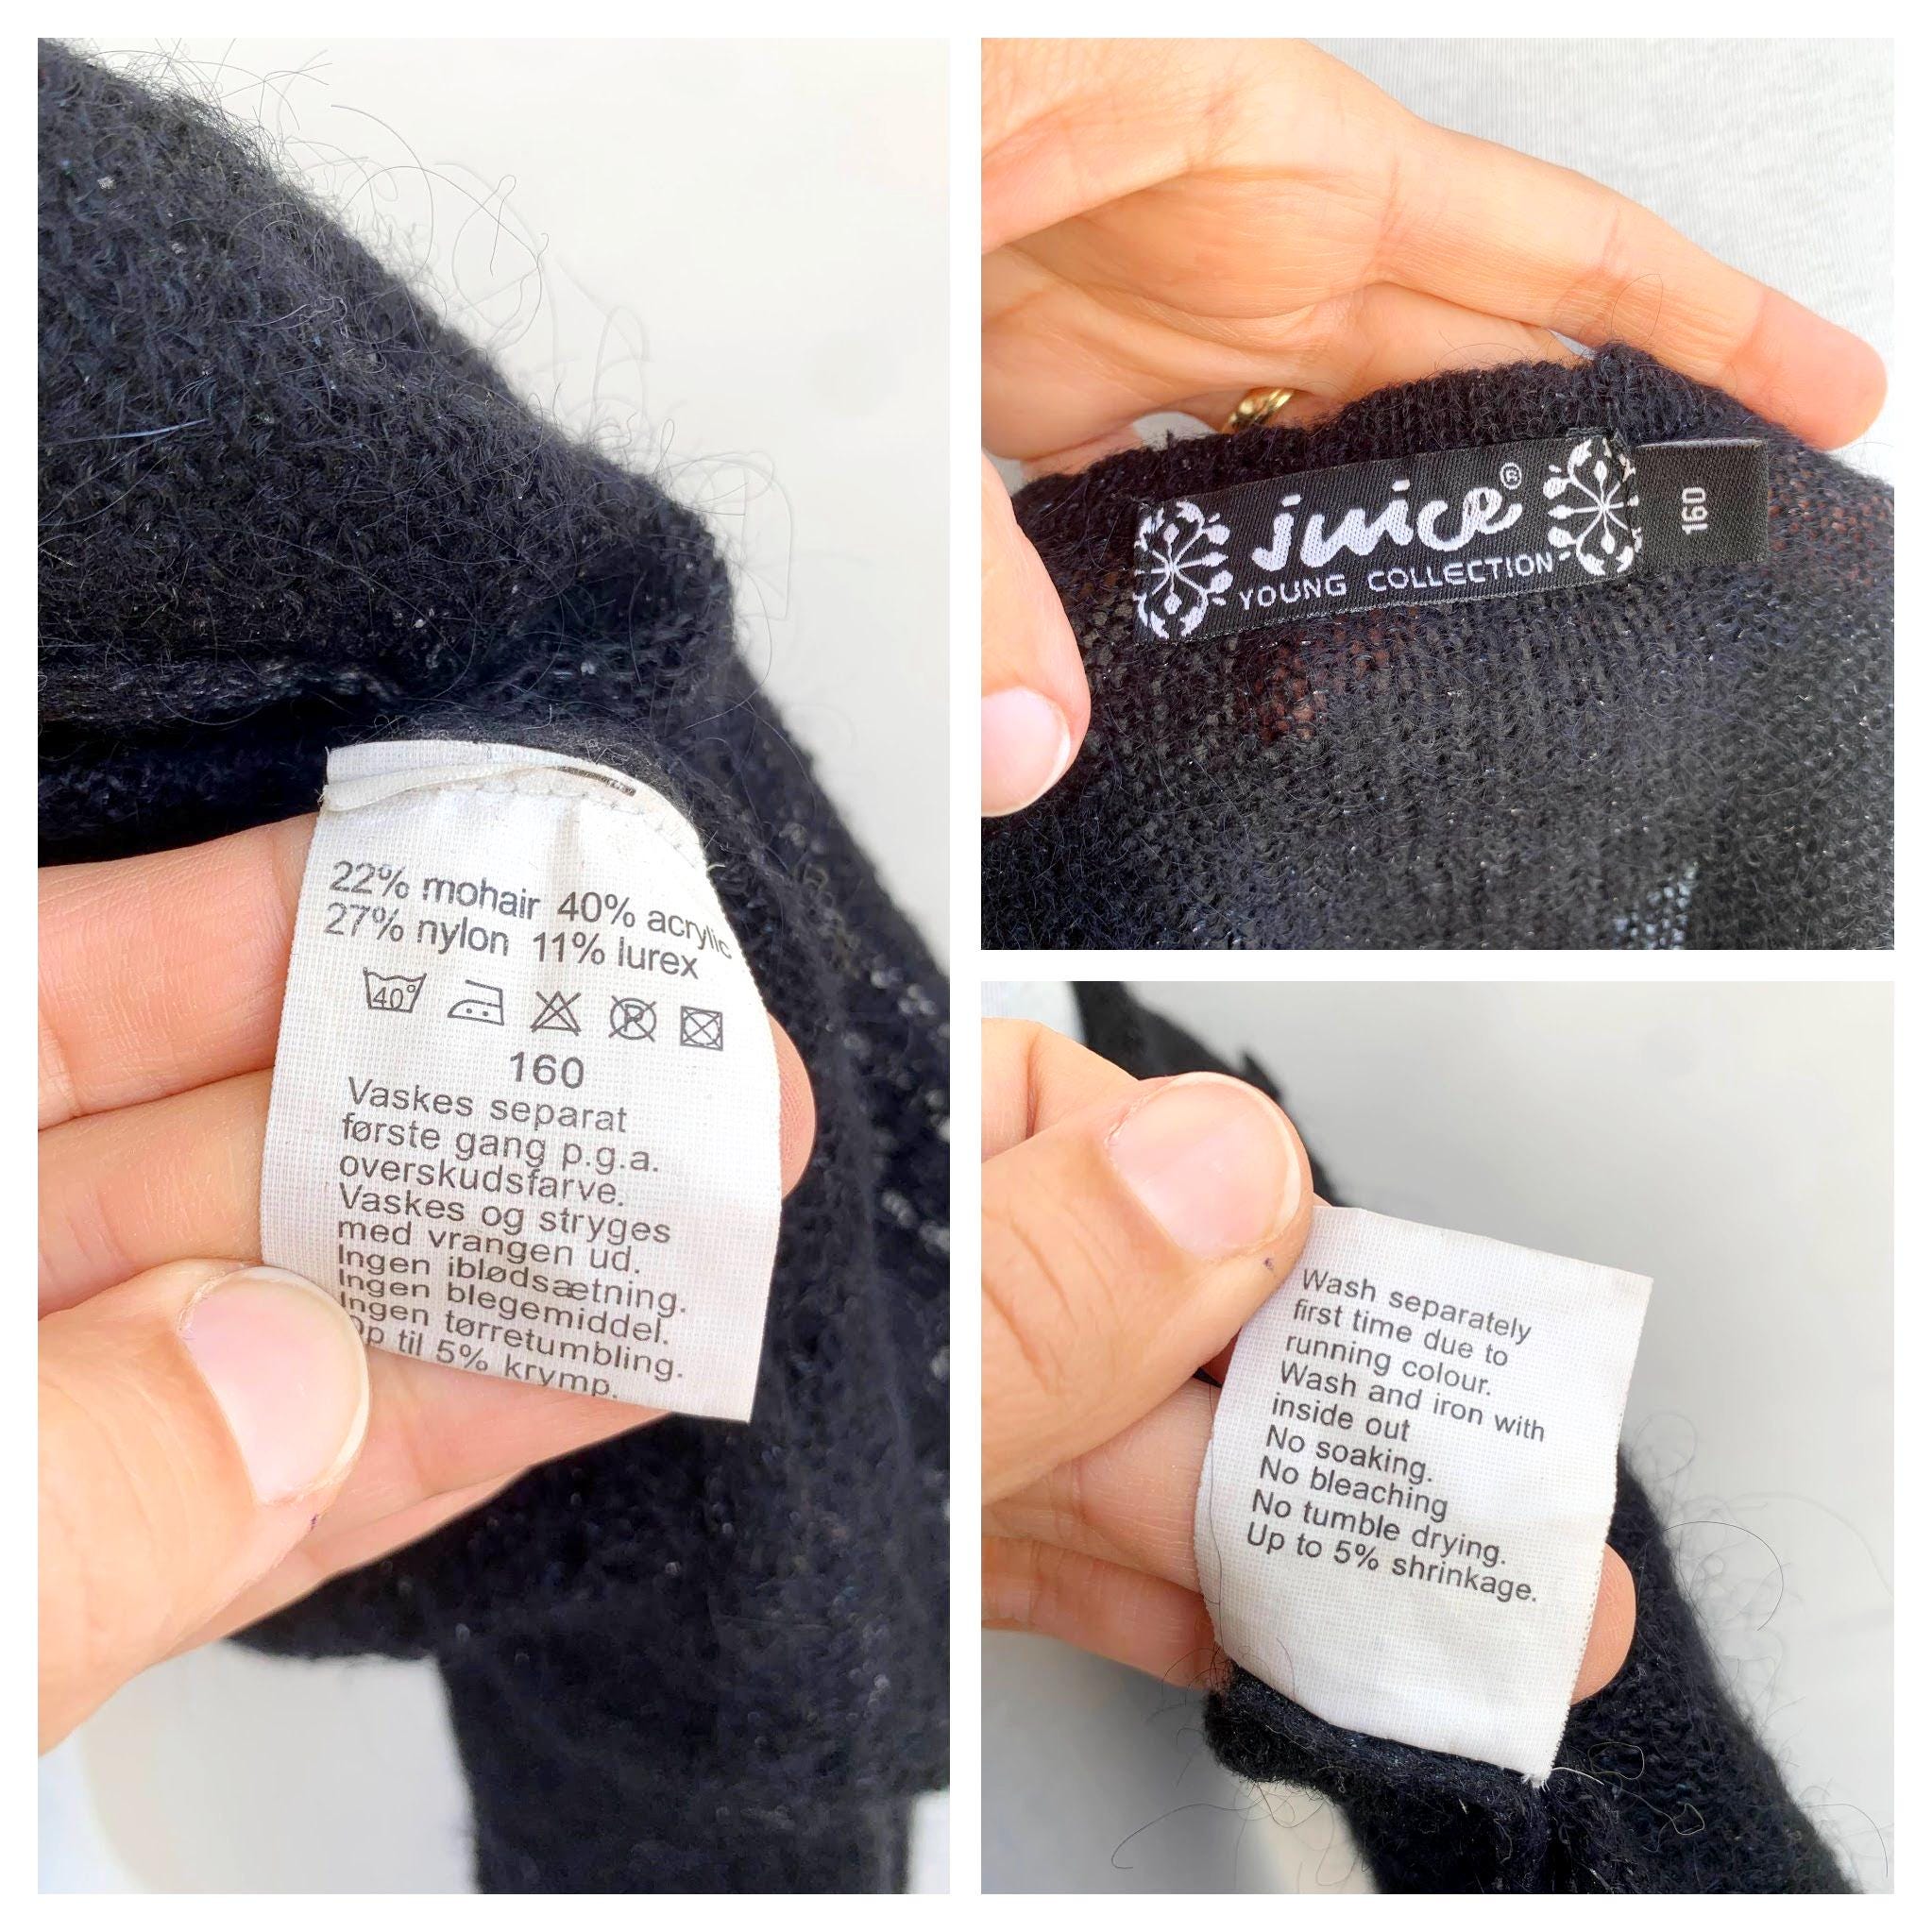 22% mohair 40% acrylic
27% nylon 11% lurex
40°
P
160
Vaskes separat
første gang p.g.a.
overskudsfarve.
Vaskes og stryges
med vrangen ud.
Ingen iblødsætning.
Ingen blegemiddel.
Ingen tørretumbling.
Op til 5% krymp.
juice®
YOUNG COLLECTION
160
Wash separately
first time due to
running colour.
Wash and iron with
inside out
No soaking.
No bleaching
No tumble drying.
Up to 5% shrinkage.